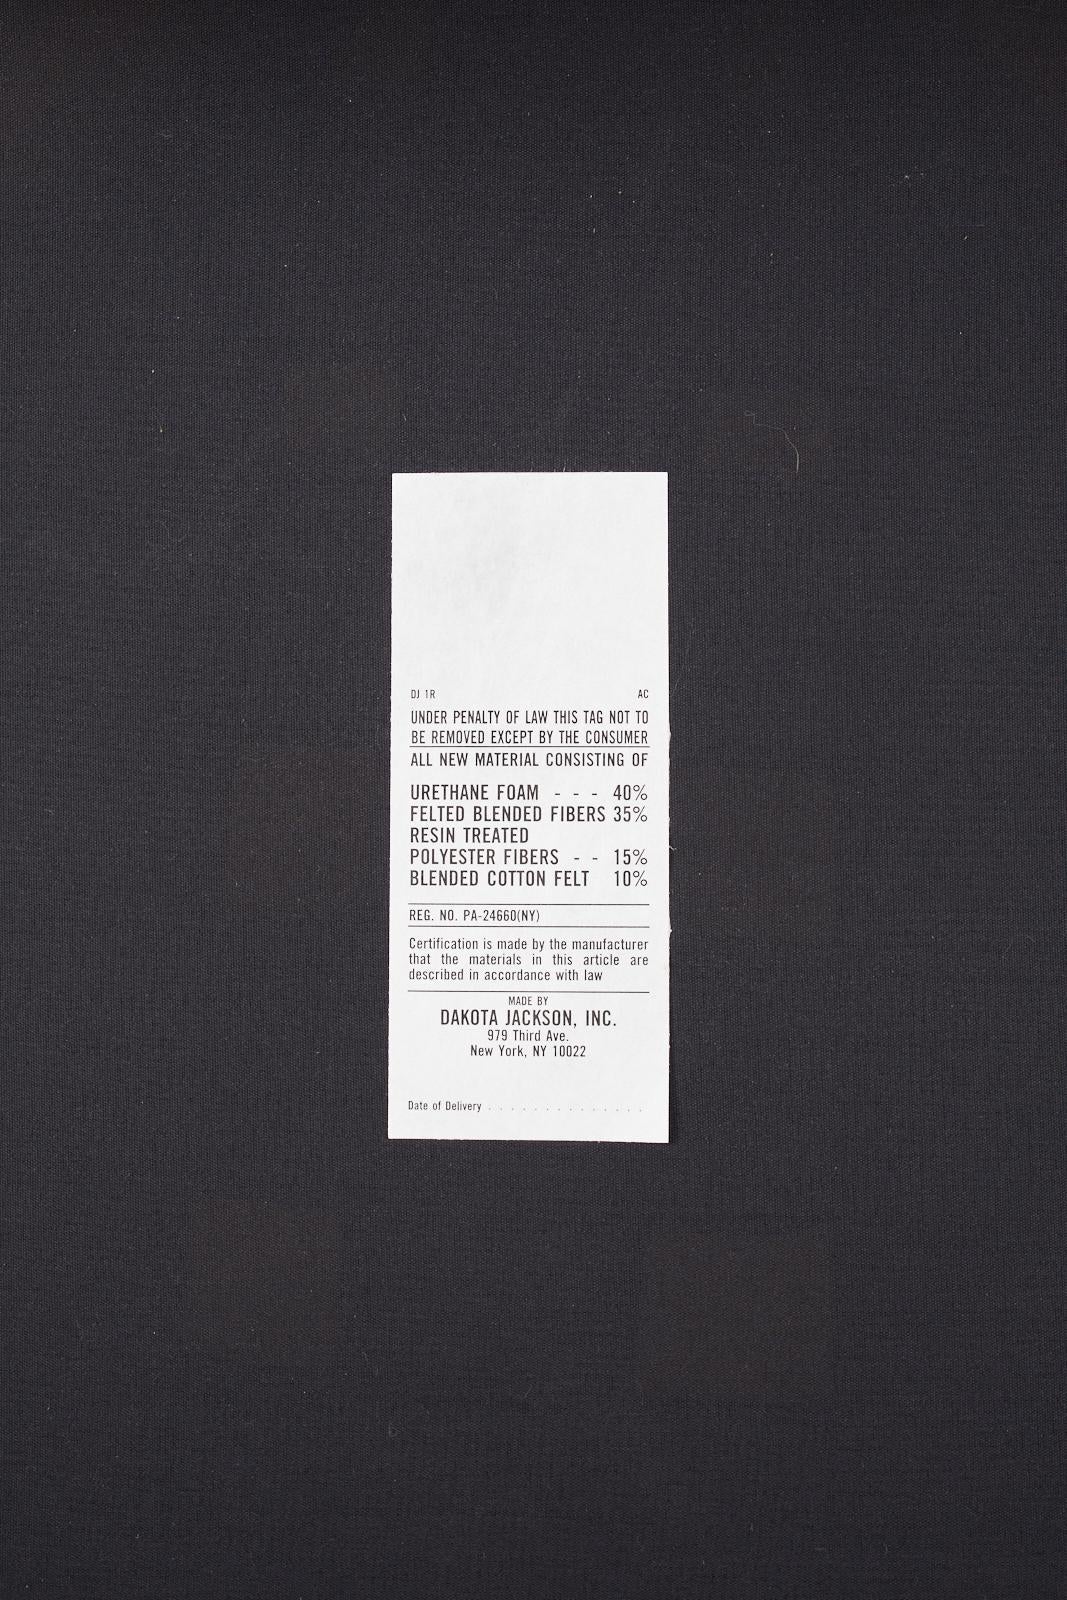 DJ 1R AC
UNDER PENALTY OF LAW THIS TAG NOT TO
BE REMOVED EXCEPT BY THE CONSUMER
ALL NEW MATERIAL CONSISTING OF
URETHANE FOAM - - - 40%
FELTED BLENDED FIBERS 35%
RESIN TREATED
POLYESTER FIBERS - - 15%
BLENDED COTTON FELT 10%
REG. NO. PA-24660(NY)
Certification is made by the manufacturer
that the materials in this article are
described in accordance with law
MADE BY
DAKOTA JACKSON, INC.
979 Third Ave.
New York, NY 10022
Date of Delivery . . . . . . . . . . . . . .